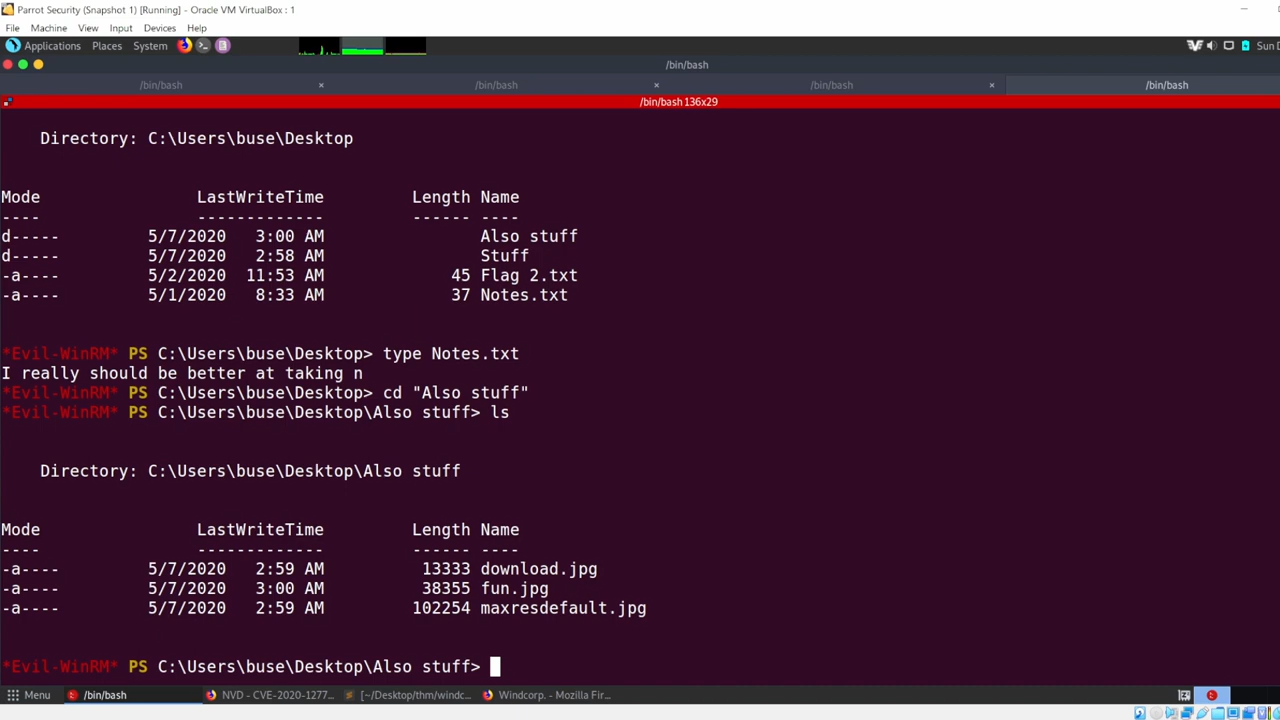 Parrot Security (Snapshot 1) [Running] - Oracle VM VirtualBox : 1
File Machine View Input Devices Help
Applications Places System Sun
/bin/bash
/bin/bash × /bin/bash × /bin/bash × /bin/bash
/bin/bash 136x29
Directory: C:\Users\buse\Desktop
Mode LastWriteTime Length Name
---- ------------- ------ ----
d----- 5/7/2020 3:00 AM Also stuff
d----- 5/7/2020 2:58 AM Stuff
-a---- 5/2/2020 11:53 AM 45 Flag 2.txt
-a---- 5/1/2020 8:33 AM 37 Notes.txt
*Evil-WinRM* PS C:\Users\buse\Desktop> type Notes.txt
I really should be better at taking n
*Evil-WinRM* PS C:\Users\buse\Desktop> cd "Also stuff"
*Evil-WinRM* PS C:\Users\buse\Desktop\Also stuff> ls
Directory: C:\Users\buse\Desktop\Also stuff
Mode LastWriteTime Length Name
---- ------------- ------ ----
-a---- 5/7/2020 2:59 AM 13333 download.jpg
-a---- 5/7/2020 3:00 AM 38355 fun.jpg
-a---- 5/7/2020 2:59 AM 102254 maxresdefault.jpg
*Evil-WinRM* PS C:\Users\buse\Desktop\Also stuff>
Menu /bin/bash NVD - CVE-2020-1277... [~/Desktop/thm/windc... Windcorp. - Mozilla Fir...